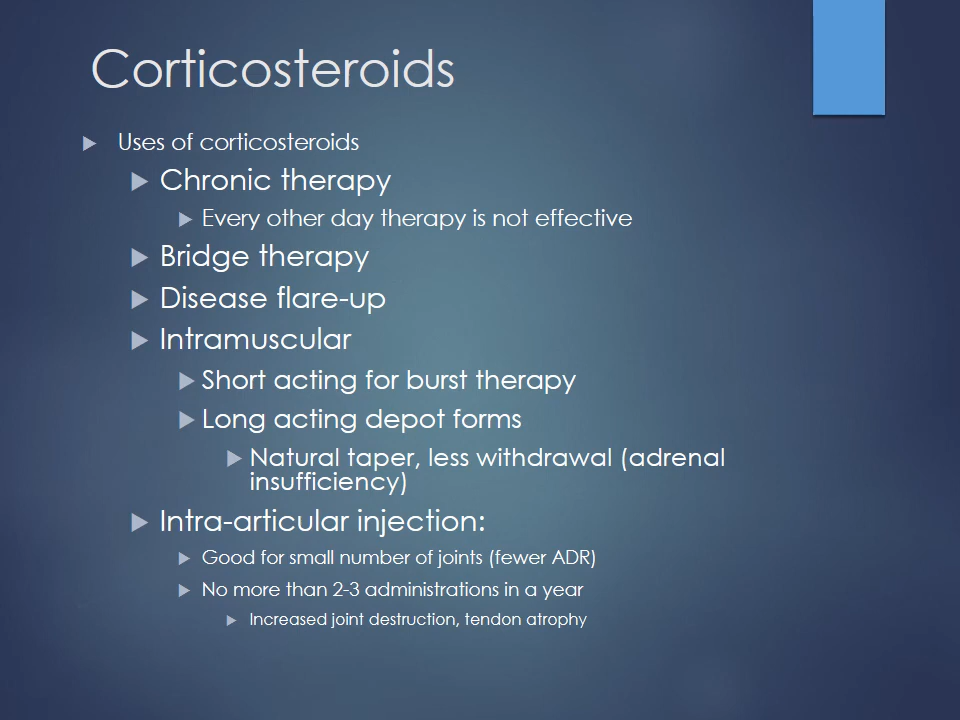 Corticosteroids
Uses of corticosteroids
Chronic therapy
Every other day therapy is not effective
Bridge therapy
Disease flare-up
Intramuscular
Short acting for burst therapy
Long acting depot forms
Natural taper, less withdrawal (adrenal
insufficiency)
Intra-articular injection:
Good for small number of joints (fewer ADR)
No more than 2-3 administrations in a year
Increased joint destruction, tendon atrophy